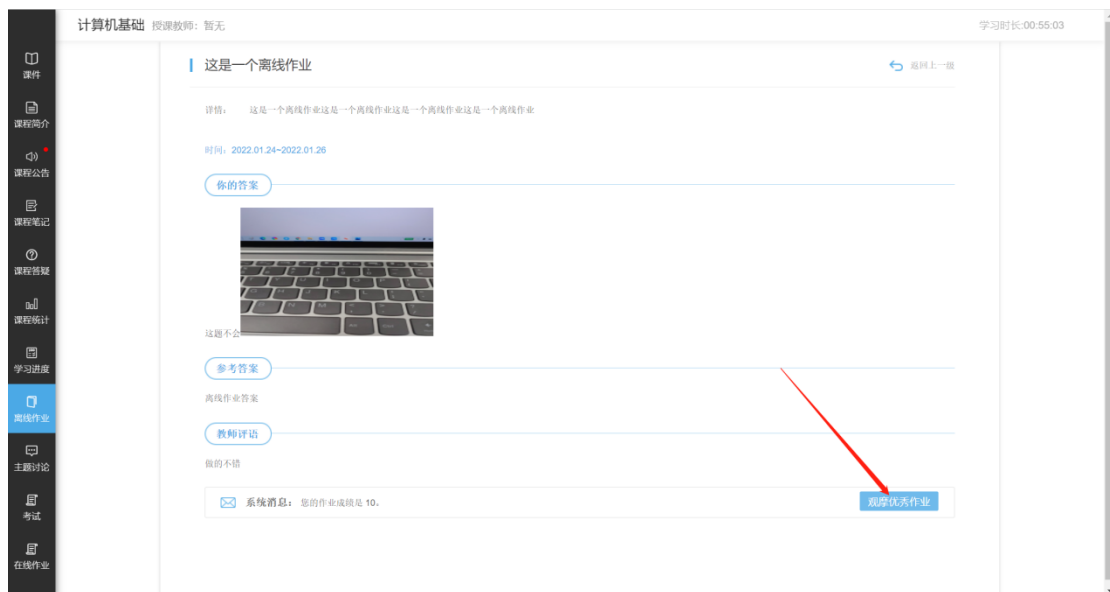 计算机基础 授课教师：暂无
学习时长:00:55:03
课件
课程简介
课程公告
课程笔记
课程答疑
课程统计
学习进度
离线作业
主题讨论
考试
在线作业
这是一个离线作业
返回上一级
详情： 这是一个离线作业这是一个离线作业这是一个离线作业这是一个离线作业
时间：2022.01.24~2022.01.26
你的答案
这题不会
参考答案
离线作业答案
教师评语
做的不错
系统消息： 您的作业成绩是 10。
观摩优秀作业